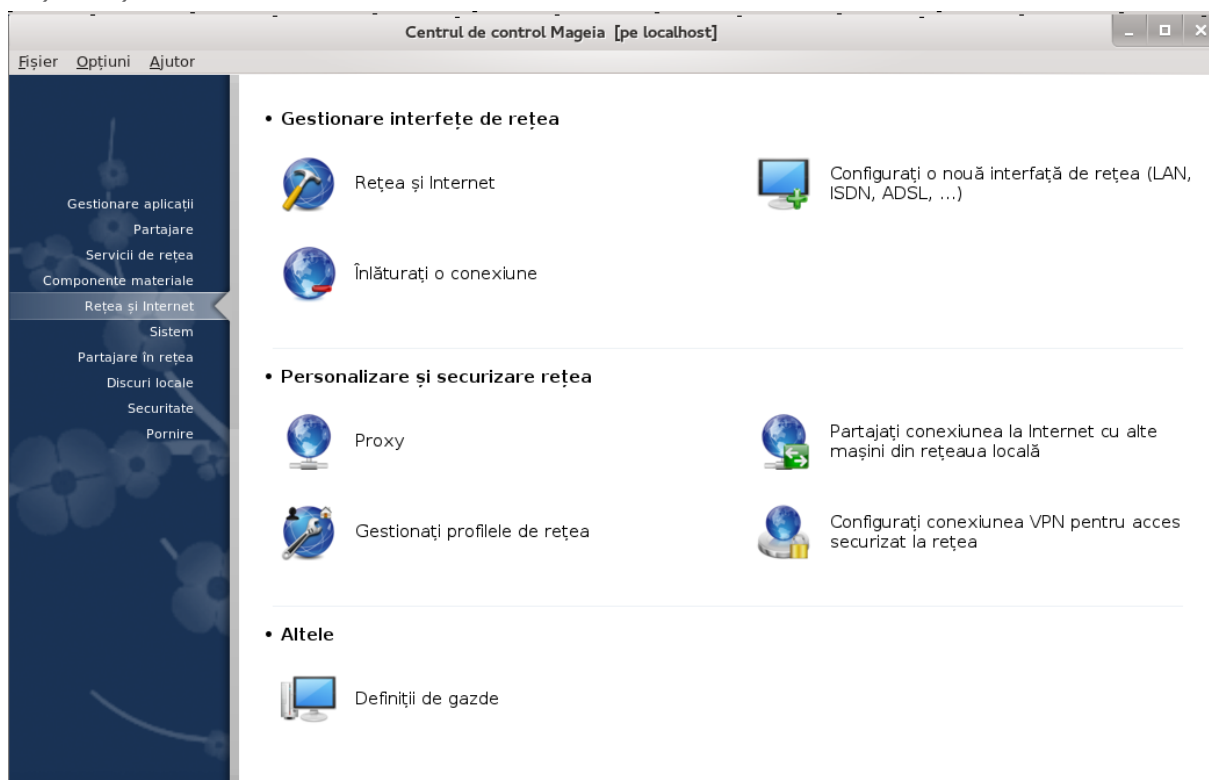 Centrul de control Mageia [pe localhost]
Fișier Opțiuni Ajutor
Gestionare aplicații
Partajare
Servicii de rețea
Componente materiale
Rețea și Internet
Sistem
Partajare în rețea
Discuri locale
Securitate
Pornire
• Gestionare interfețe de rețea
Rețea și Internet
Configurați o nouă interfață de rețea (LAN,
ISDN, ADSL, ...)
Înlăturați o conexiune
• Personalizare și securizare rețea
Proxy
Partajați conexiunea la Internet cu alte
mașini din rețeaua locală
Gestionați profilele de rețea
Configurați conexiunea VPN pentru acces
securizat la rețea
• Altele
Definiții de gazde